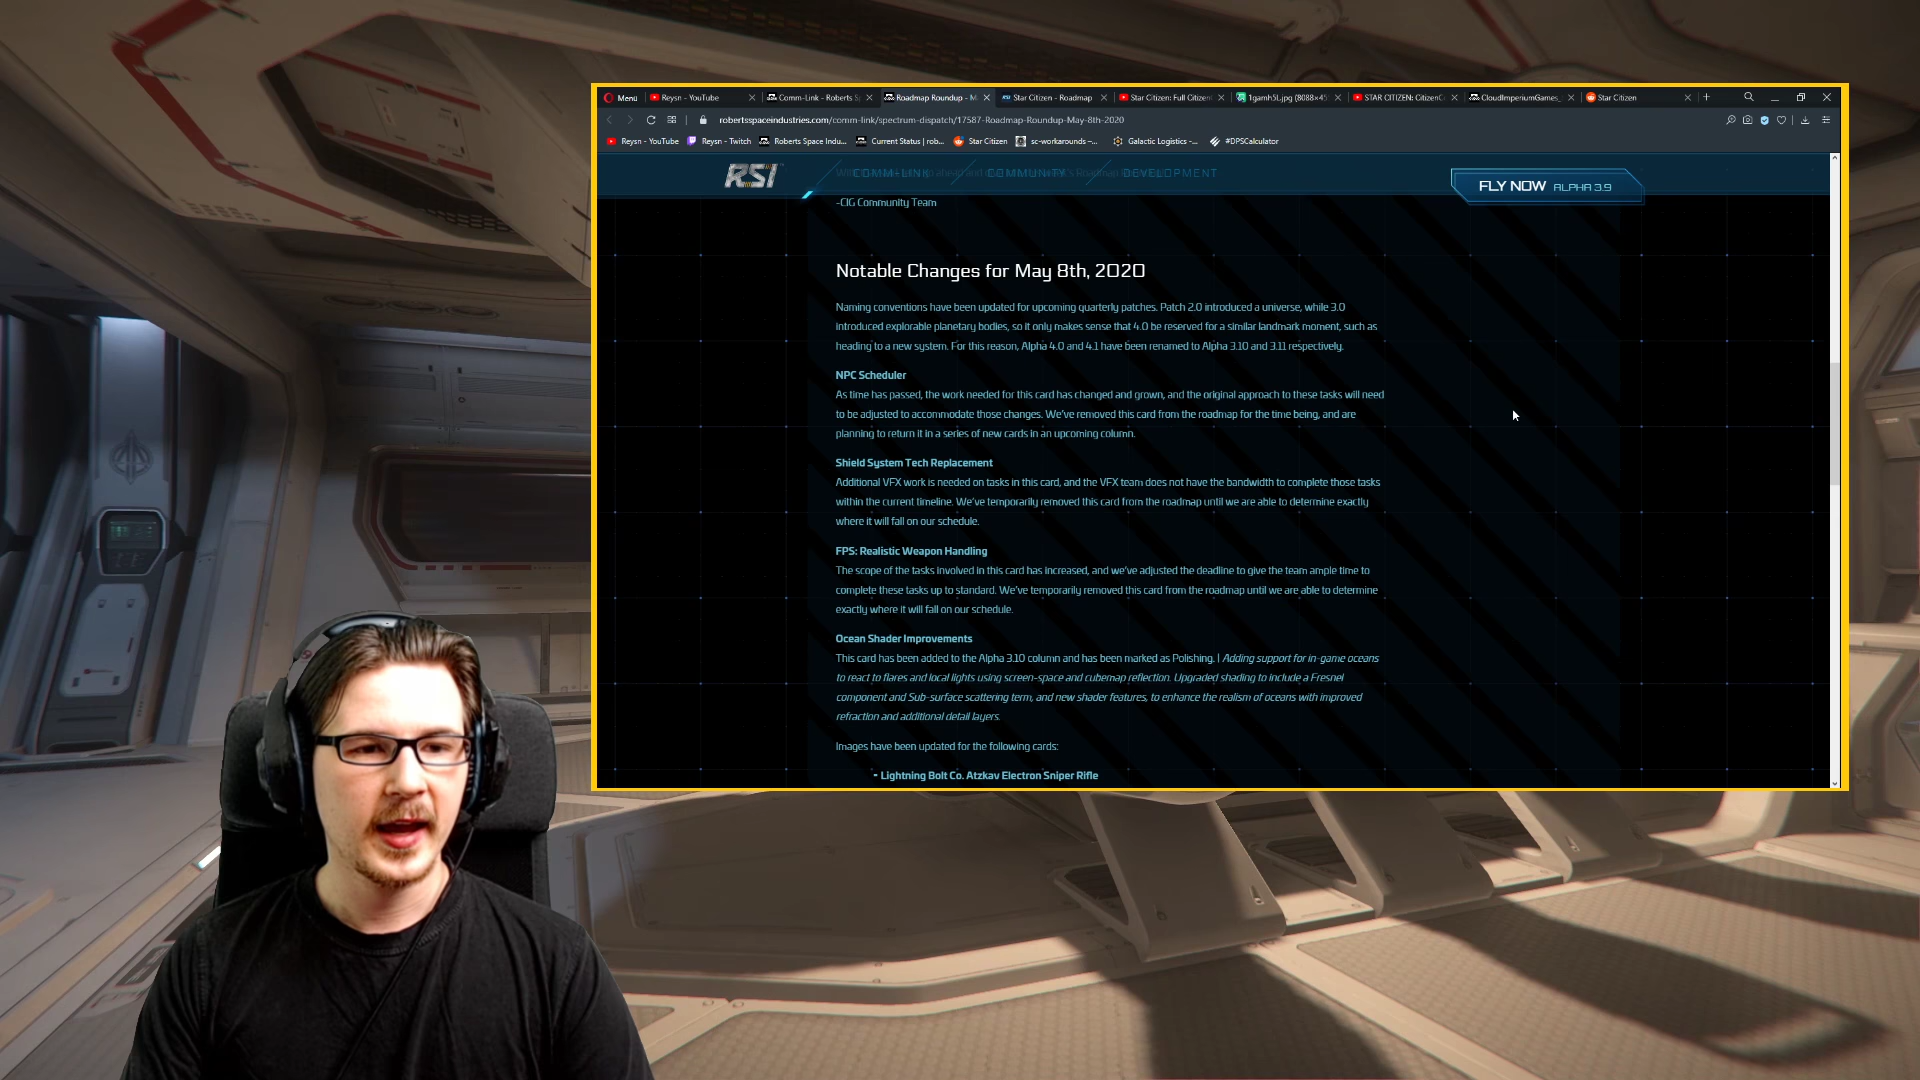 Menü
Reysn - YouTube
Comm-Link - Roberts S
Roadmap Roundup - M
Star Citizen - Roadmap
Star Citizen: Full Citizen
1gamh5L.jpg (8088×45
STAR CITIZEN: CitizenC
CloudImperiumGames_
Star Citizen
robertsspaceindustries.com/comm-link/spectrum-dispatch/17587-Roadmap-Roundup-May-8th-2020
Reysn - YouTube
Reysn - Twitch
Roberts Space Indu...
Current Status | rob...
Star Citizen
sc-workarounds –...
Galactic Logistics -...
#DPSCalculator
RSI
COMM-LINK
COMMUNITY
DEVELOPMENT
FLY NOW ALPHA 3.9
-CIG Community Team
Notable Changes for May 8th, 2020
Naming conventions have been updated for upcoming quarterly patches. Patch 2.0 introduced a universe, while 3.0
introduced explorable planetary bodies, so it only makes sense that 4.0 be reserved for a similar landmark moment, such as
heading to a new system. For this reason, Alpha 4.0 and 4.1 have been renamed to Alpha 3.10 and 3.11 respectively.
NPC Scheduler
As time has passed, the work needed for this card has changed and grown, and the original approach to these tasks will need
to be adjusted to accommodate those changes. We've removed this card from the roadmap for the time being, and are
planning to return it in a series of new cards in an upcoming column.
Shield System Tech Replacement
Additional VFX work is needed on tasks in this card, and the VFX team does not have the bandwidth to complete those tasks
within the current timeline. We've temporarily removed this card from the roadmap until we are able to determine exactly
where it will fall on our schedule.
FPS: Realistic Weapon Handling
The scope of the tasks involved in this card has increased, and we've adjusted the deadline to give the team ample time to
complete these tasks up to standard. We've temporarily removed this card from the roadmap until we are able to determine
exactly where it will fall on our schedule.
Ocean Shader Improvements
This card has been added to the Alpha 3.10 column and has been marked as Polishing. | Adding support for in-game oceans
to react to flares and local lights using screen-space and cubemap reflection. Upgraded shading to include a Fresnel
component and Sub-surface scattering term, and new shader features, to enhance the realism of oceans with improved
refraction and additional detail layers.
Images have been updated for the following cards:
- Lightning Bolt Co. Atzkav Electron Sniper Rifle